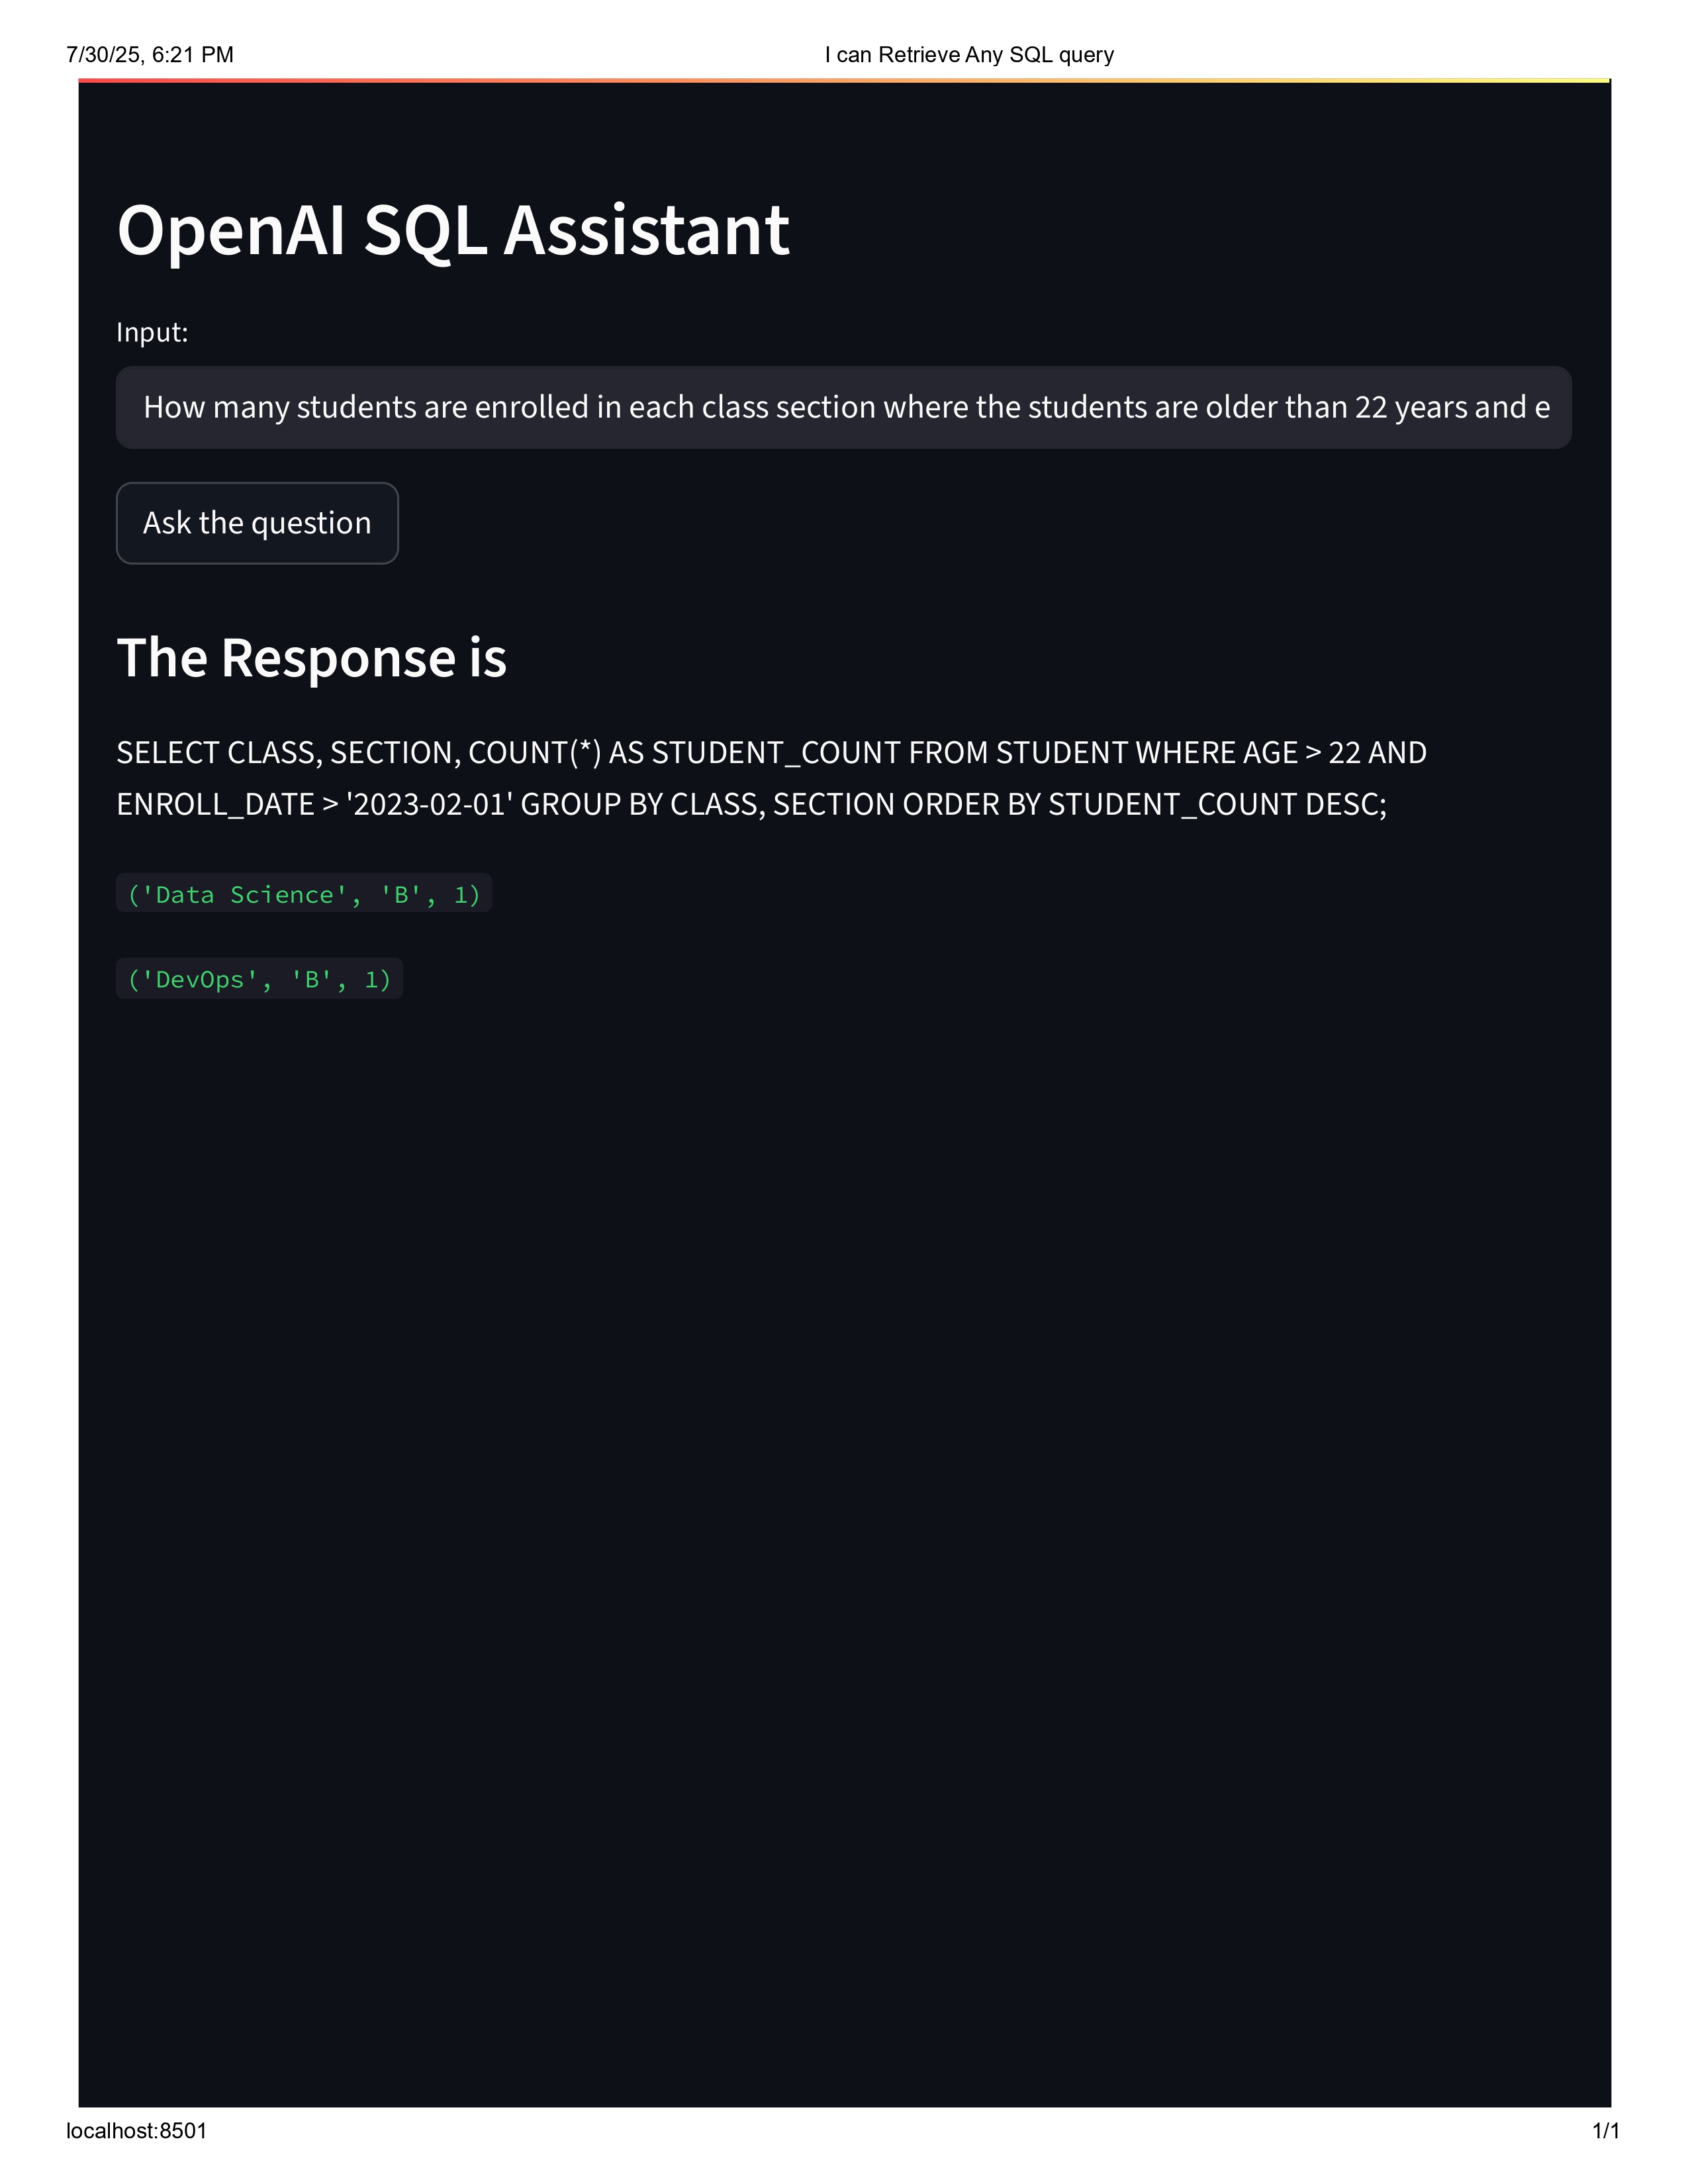 7/30/25, 6:21 PM
I can Retrieve Any SQL query
OpenAI SQL Assistant
Input:
How many students are enrolled in each class section where the students are older than 22 years and e
Ask the question
The Response is
SELECT CLASS, SECTION, COUNT(*) AS STUDENT_COUNT FROM STUDENT WHERE AGE > 22 AND
ENROLL_DATE > '2023-02-01' GROUP BY CLASS, SECTION ORDER BY STUDENT_COUNT DESC;
('Data Science', 'B', 1)
('DevOps', 'B', 1)
localhost:8501
1/1